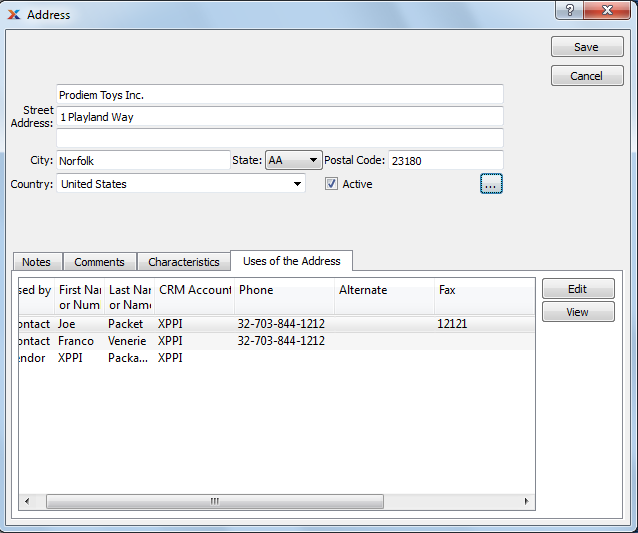 Address
Save
Cancel
Prodiem Toys Inc.
Street Address: 1 Playland Way
City: Norfolk State: AA Postal Code: 23180
Country: United States Active ...
Notes Comments Characteristics Uses of the Address
sed by First Nar or Num Last Nar or Name CRM Account Phone Alternate Fax
ontact Joe Packet XPPI 32-703-844-1212 12121
ontact Franco Venerie XPPI 32-703-844-1212
endor XPPI Packa... XPPI
Edit
View